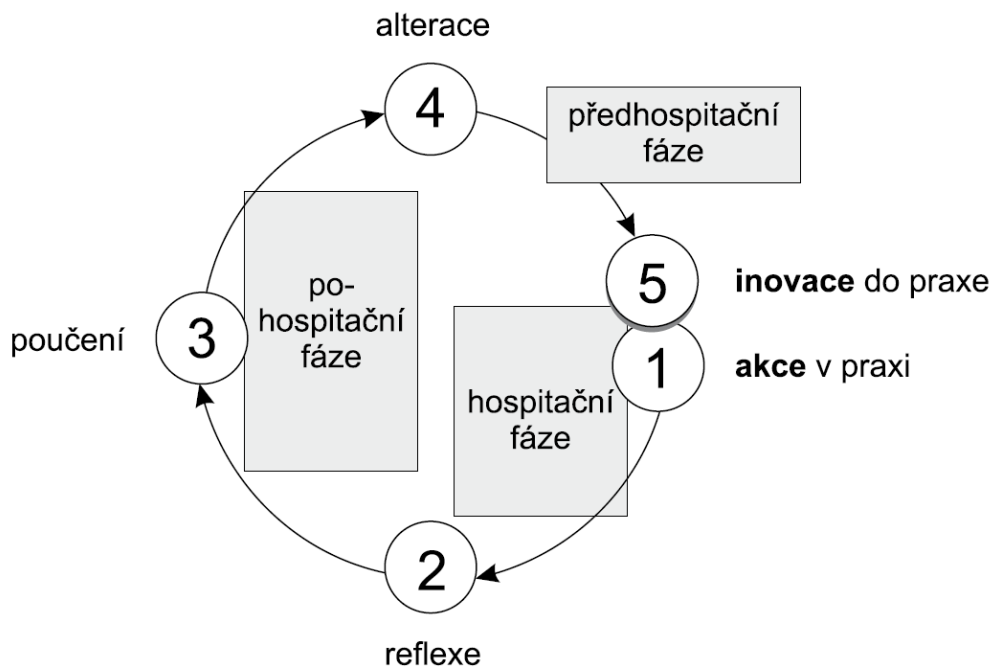 alterace
4
předhospitační
fáze
5
inovace do praxe
po-
hospitační
fáze
poučení
3
1
akce v praxi
hospitační
fáze
2
reflexe